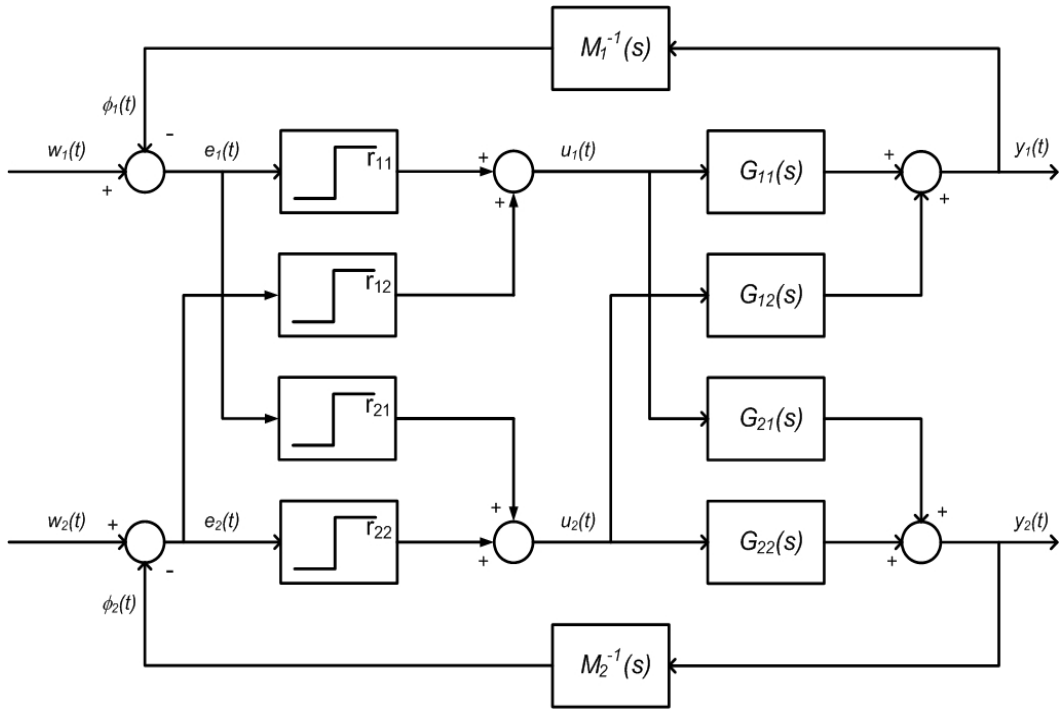 M₁⁻¹(s)
ϕ₁(t)
-
w₁(t)
+
e₁(t)
r₁₁
+
+
u₁(t)
G₁₁(s)
+
+
y₁(t)
r₁₂
G₁₂(s)
r₂₁
G₂₁(s)
w₂(t)
+
-
e₂(t)
r₂₂
+
+
u₂(t)
G₂₂(s)
+
+
y₂(t)
ϕ₂(t)
M₂⁻¹(s)